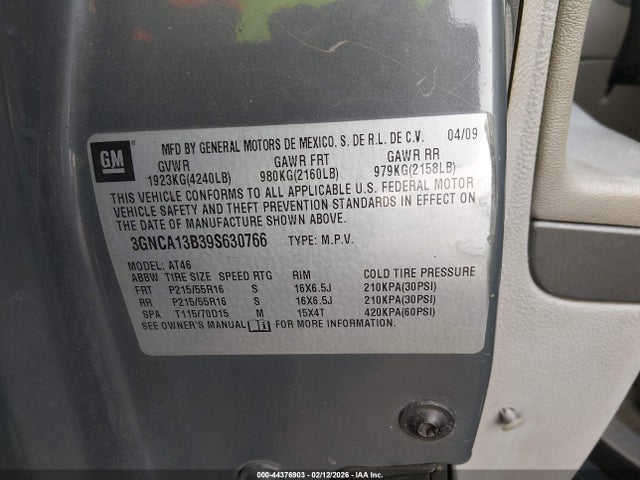 GM
MFD BY GENERAL MOTORS DE MEXICO, S. DE R.L. DE C.V. 04/09
GVWR GAWR FRT GAWR RR
1923KG(4240LB) 980KG(2160LB) 979KG(2158LB)
THIS VEHICLE CONFORMS TO ALL APPLICABLE U.S. FEDERAL MOTOR
VEHICLE SAFETY AND THEFT PREVENTION STANDARDS IN EFFECT ON
THE DATE OF MANUFACTURE SHOWN ABOVE.
3GNCA13B39S630766 TYPE: M.P.V.
MODEL: AT46
ABBW TIRE SIZE SPEED RTG RIM COLD TIRE PRESSURE
FRT P215/55R16 S 16X6.5J 210KPA(30PSI)
RR P215/55R16 S 16X6.5J 210KPA(30PSI)
SPA T115/70D15 M 15X4T 420KPA(60PSI)
SEE OWNER'S MANUAL FOR MORE INFORMATION.
000-44376903 - 02/12/2026 - IAA Inc.